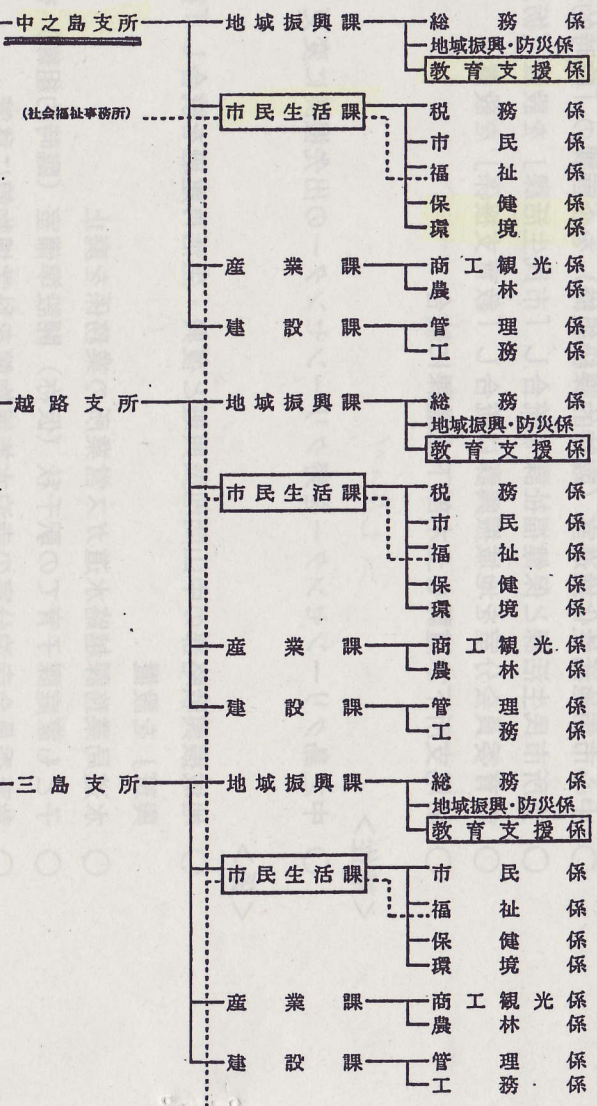 中之島支所 地域振興課 総務係
地域振興・防災係
教育支援係
(社会福祉事務所) 市民生活課 税務係
市民係
福祉係
保健係
環境係
産業課 商工観光係
農林係
建設課 管理係
工務係
越路支所 地域振興課 総務係
地域振興・防災係
教育支援係
市民生活課 税務係
市民係
福祉係
保健係
環境係
産業課 商工観光係
農林係
建設課 管理係
工務係
三島支所 地域振興課 総務係
地域振興・防災係
教育支援係
市民生活課 市民係
福祉係
保健係
環境係
産業課 商工観光係
農林係
建設課 管理係
工務係